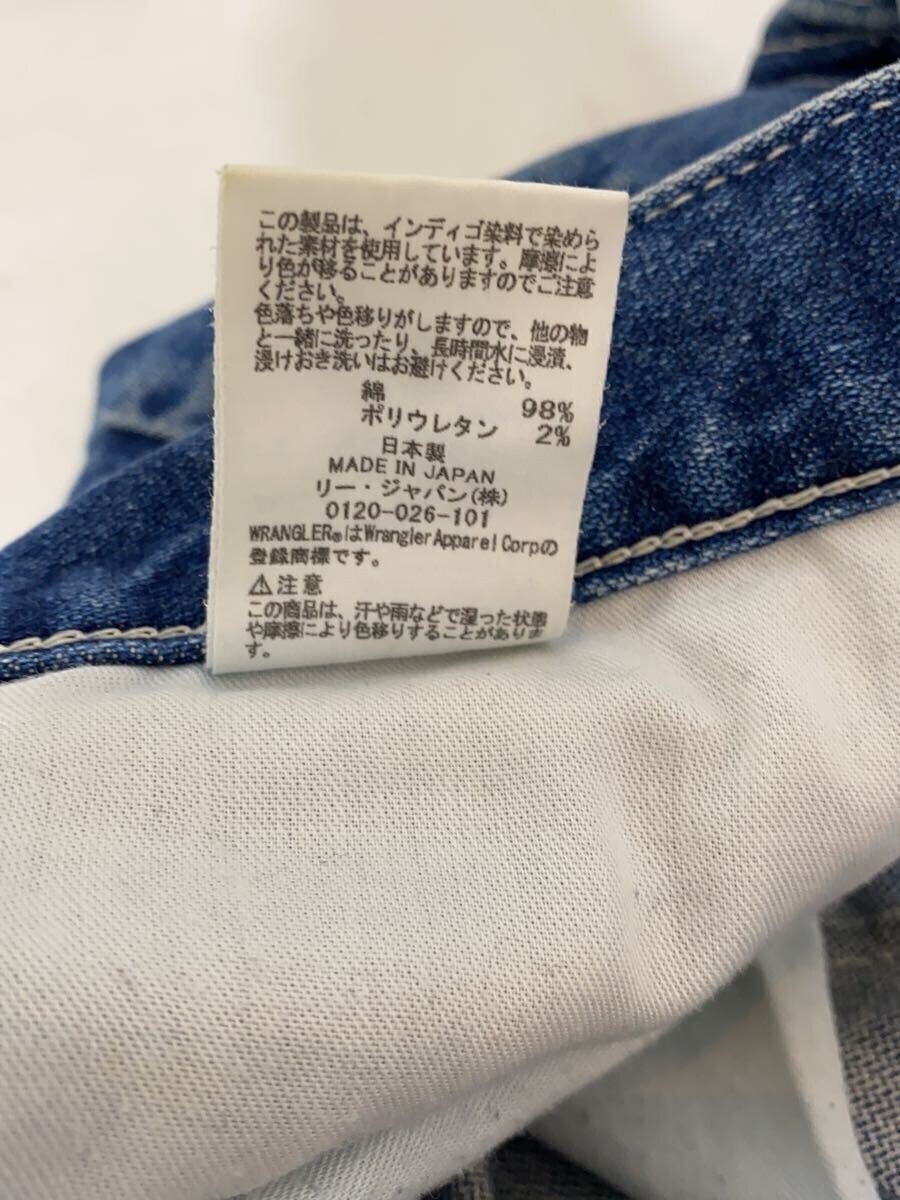 この製品は、インディゴ染料で染めら
れた素材を使用しています。摩擦によ
り色が移ることがありますのでご注意
ください。
色落ちや色移りがしますので、他の物
と一緒に洗ったり、長時間水に浸漬、
浸けおき洗いはお避けください。
綿 98%
ポリウレタン 2%
日本製
MADE IN JAPAN
リー・ジャパン(株)
0120-026-101
WRANGLER®はWrangler Apparel Corpの
登録商標です。
⚠注意
この商品は、汗や雨などで湿った状態
や摩擦により色移りすることがありま
す。